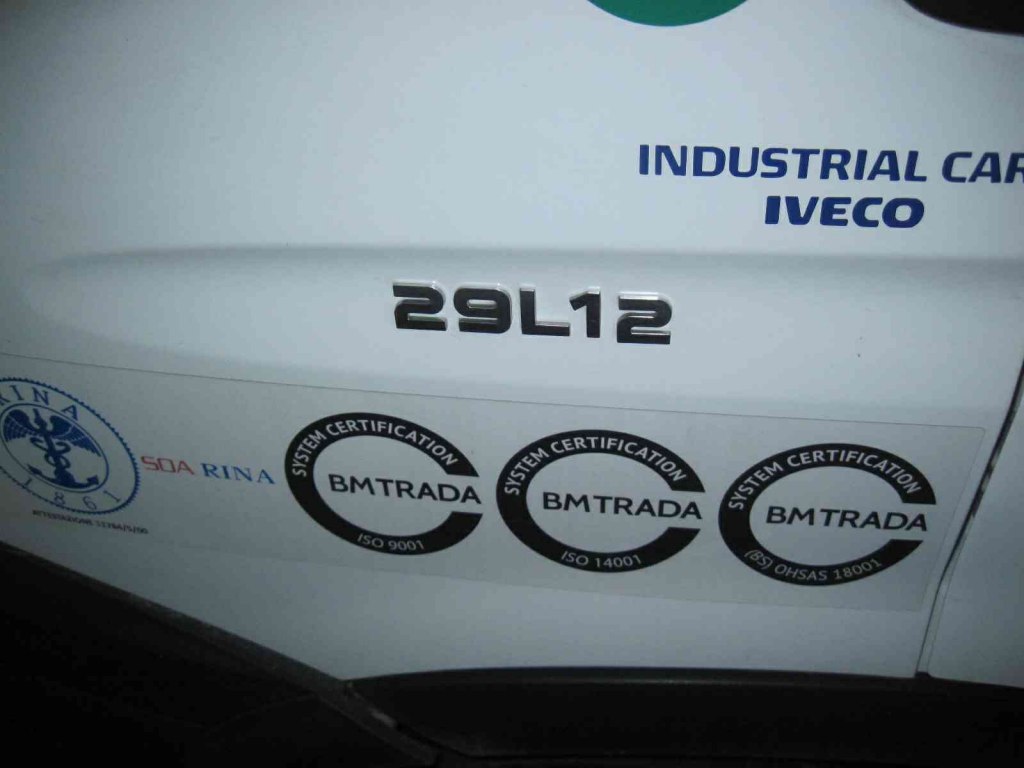 INDUSTRIAL CAR
IVECO
29L12
RINA
1861
SOA RINA
SYSTEM CERTIFICATION
BMTRADA
ISO 9001
SYSTEM CERTIFICATION
BMTRADA
ISO 14001
SYSTEM CERTIFICATION
BMTRADA
(BS) OHSAS 18001